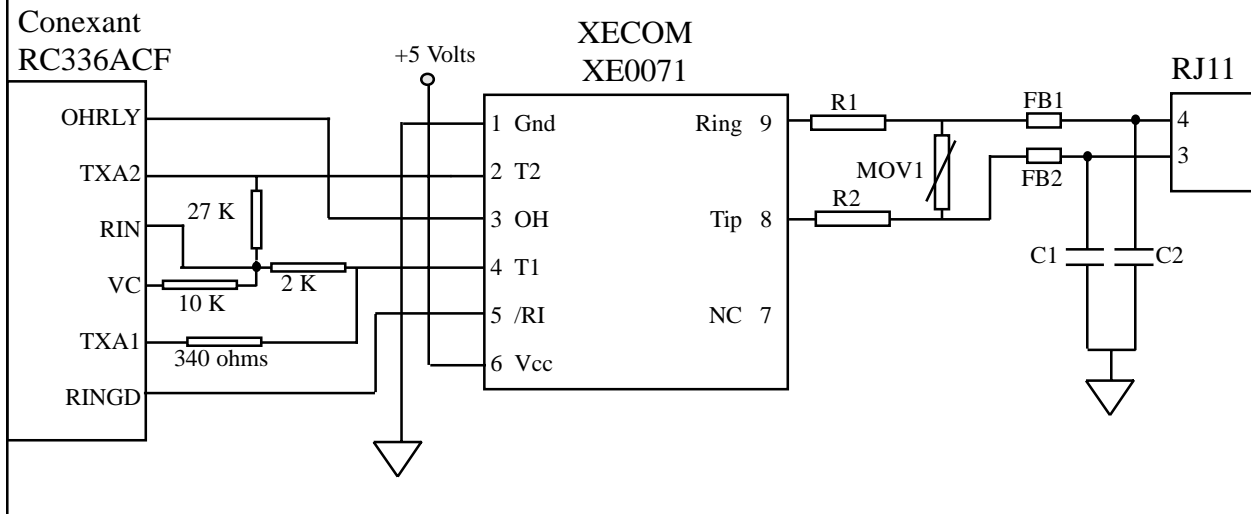 Conexant
RC336ACF
OHRLY
TXA2
RIN
VC
TXA1
RINGD
27 K
10 K
2 K
340 ohms
+5 Volts
XECOM
XE0071
1 Gnd
2 T2
3 OH
4 T1
5 /RI
6 Vcc
Ring 9
Tip 8
NC 7
R1
R2
MOV1
FB1
FB2
C1
C2
RJ11
4
3